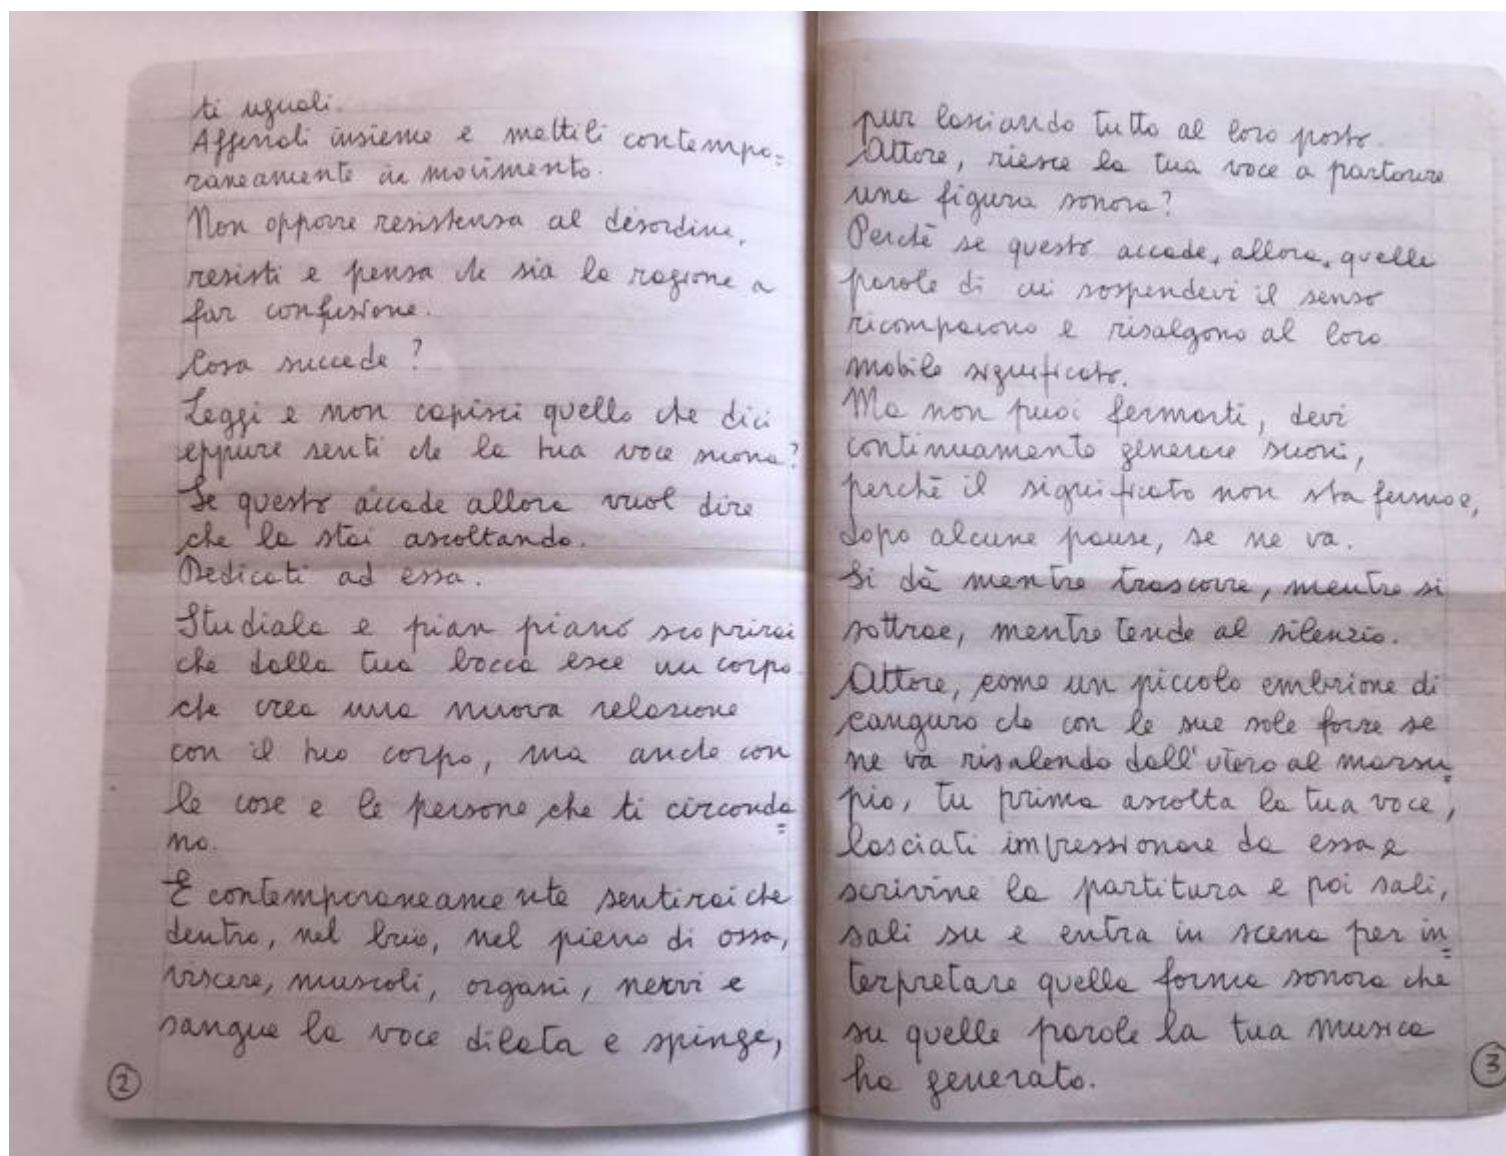 ti uguali.
Afferrali insieme e mettili contempo=
raneamente in movimento.
Non opporre resistenza al disordine,
resisti e pensa che sia la ragione a
far confusione.
Cosa succede?
Leggi e non capisci quello che dici
eppure senti che la tua voce suona?
Se questo accade allora vuol dire
che la stai ascoltando.
Dedicati ad essa.
Studiala e pian piano scoprirai
che dalla tua bocca esce un corpo
che crea una nuova relazione
con il tuo corpo, ma anche con
le cose e le persone che ti circonda=
no.
E contemporaneamente sentirai che
dentro, nel buio, nel pieno di ossa,
viscere, muscoli, organi, nervi e
sangue la voce dilata e spinge,
2
pur lasciando tutto al loro posto.
Attore, riesce la tua voce a partorire
una figura sonora?
Perché se questo accade, allora, quelle
parole di cui sospendevi il senso
ricompaiono e risalgono al loro
mobile significato.
Ma non puoi fermarti, devi
continuamente generare suoni,
perché il significato non sta fermo e,
dopo alcune pause, se ne va.
Si dà mentre trascorre, mentre si
sottrae, mentre tende al silenzio.
Attore, come un piccolo embrione di
canguro che con le sue sole forze se
ne va risalendo dall'utero al marsu=
pio, tu prima ascolta la tua voce,
lasciati impressionare da essa e
scrivine la partitura e poi sali,
sali su e entra in scena per in=
terpretare quella forma sonora che
su quelle parole la tua musica
ha generato.
3